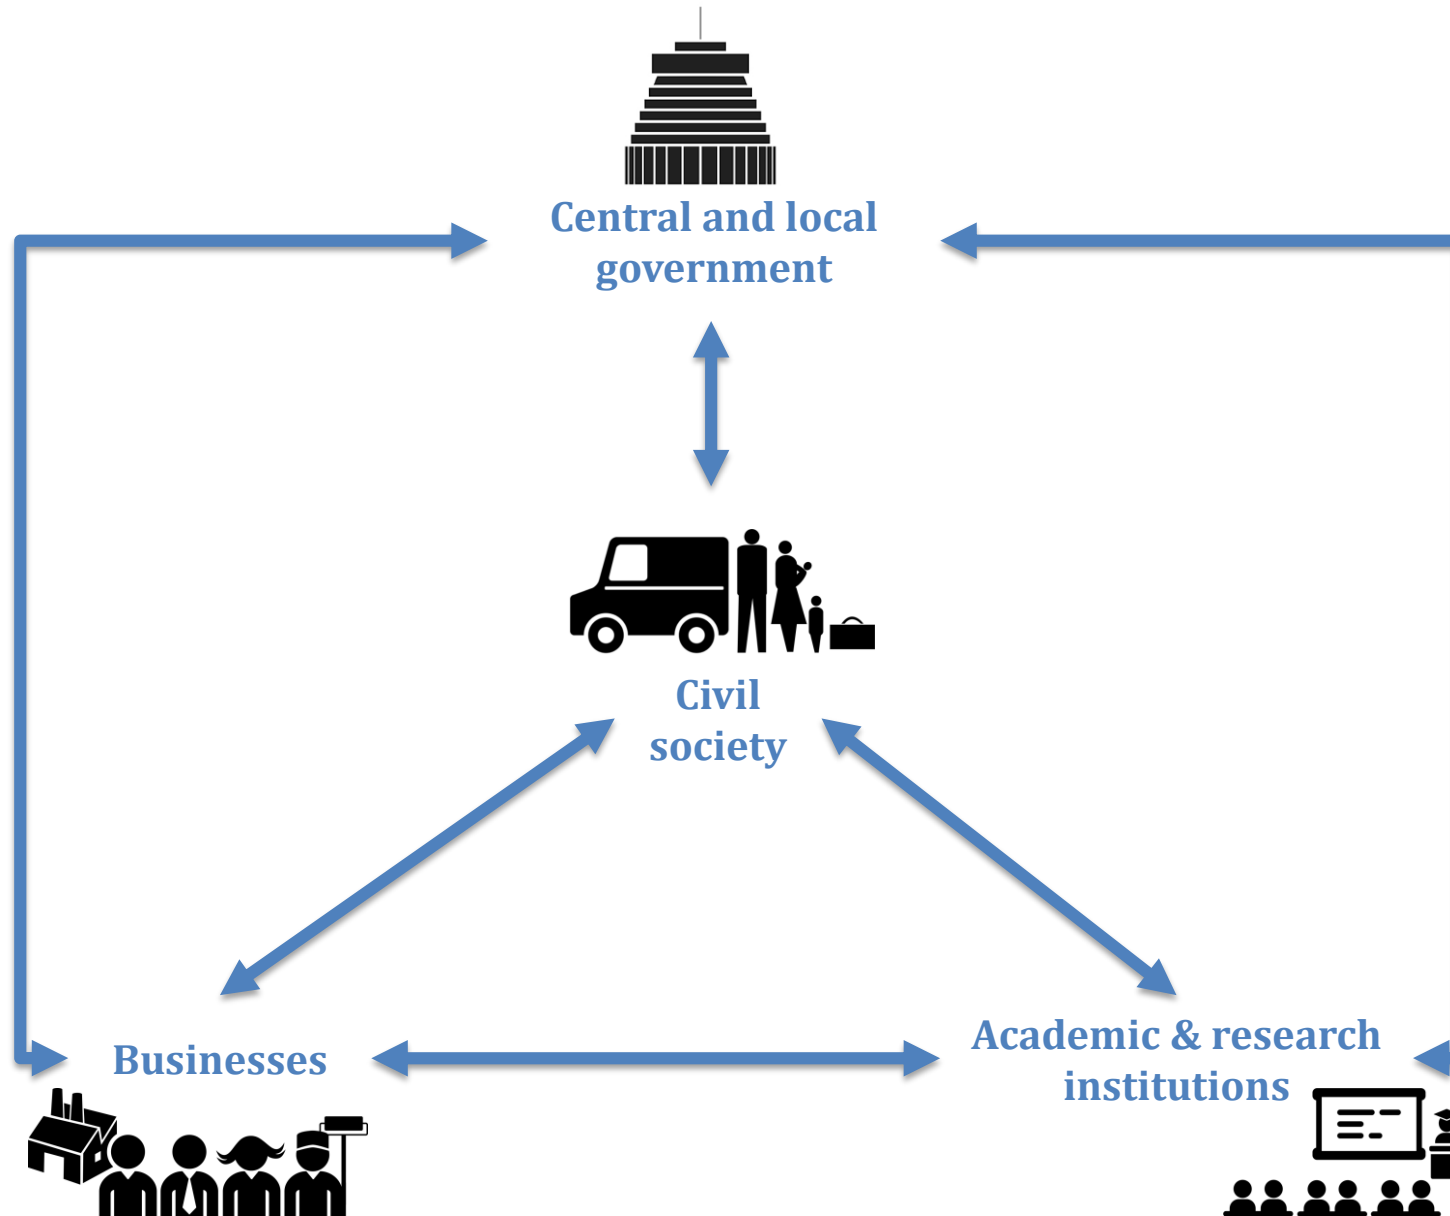 Central and local
government
Civil
society
Businesses
Academic & research
institutions